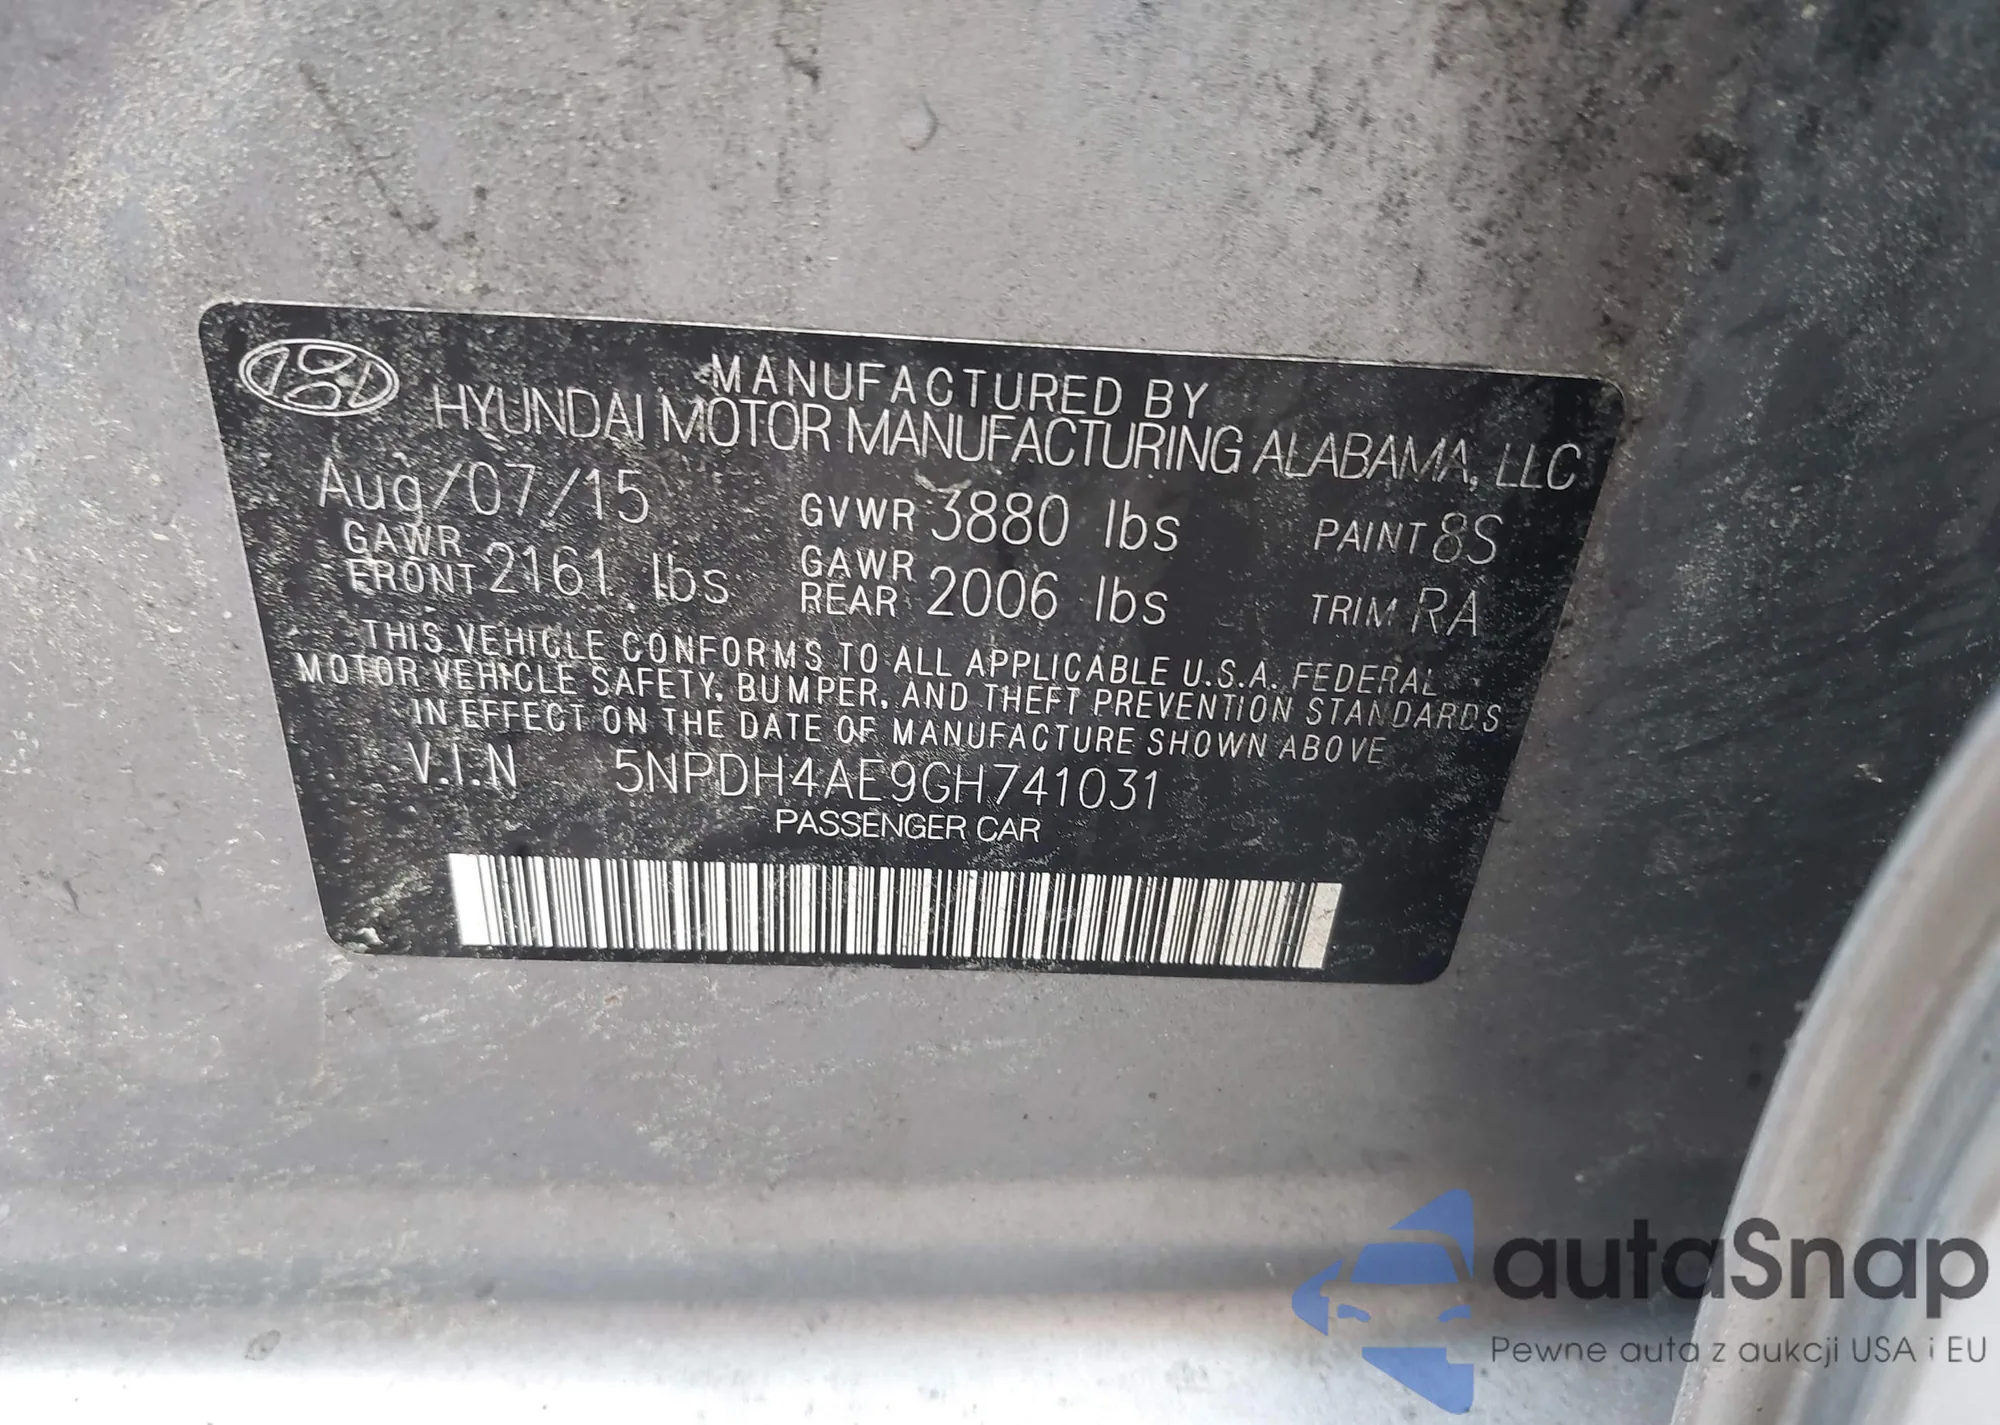 MANUFACTURED BY
HYUNDAI MOTOR MANUFACTURING ALABAMA, LLC
Aug/07/15 GVWR 3880 lbs PAINT 8S
GAWR FRONT 2161 lbs GAWR REAR 2006 lbs TRIM RA
THIS VEHICLE CONFORMS TO ALL APPLICABLE U.S.A. FEDERAL
MOTOR VEHICLE SAFETY, BUMPER, AND THEFT PREVENTION STANDARDS
IN EFFECT ON THE DATE OF MANUFACTURE SHOWN ABOVE
V.I.N 5NPDH4AE9GH741031
PASSENGER CAR
autaSnap
Pewne auta z aukcji USA i EU